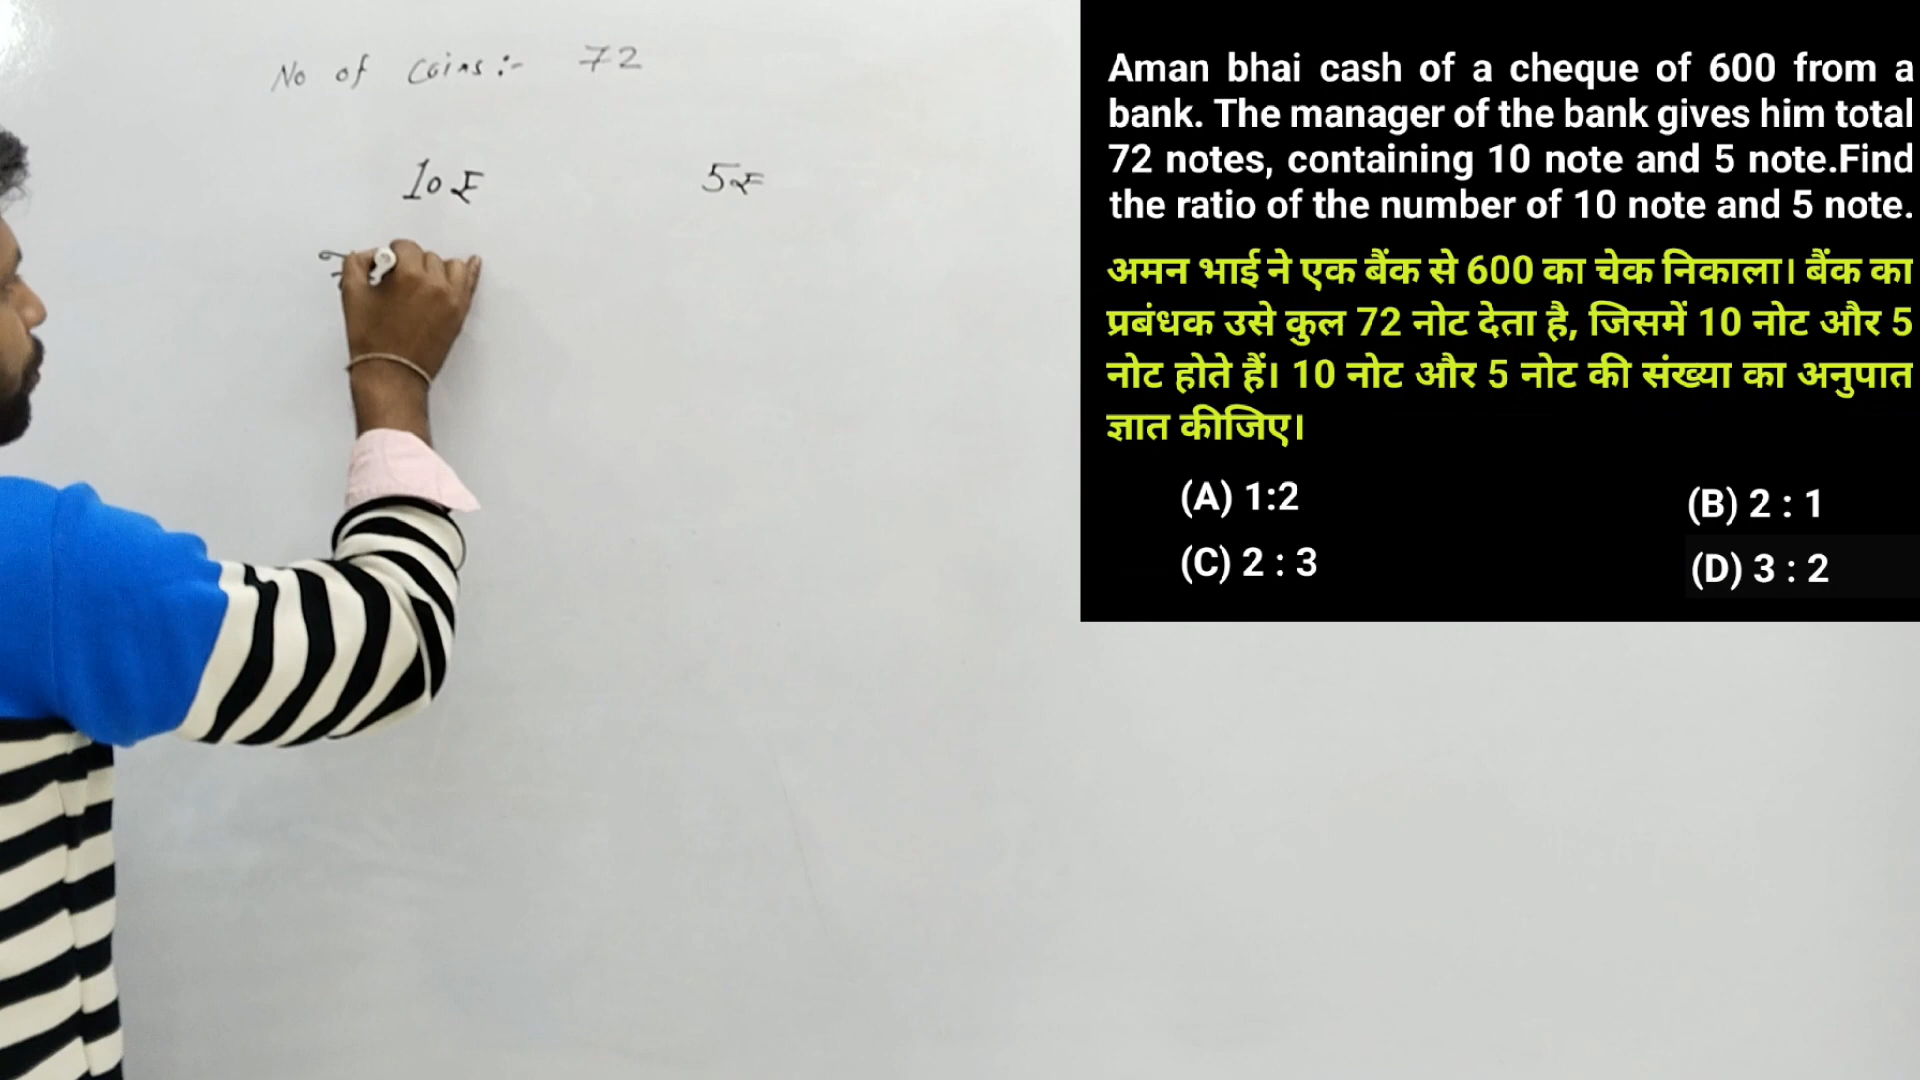 No of Coins:- 72
10₹ 5₹
Aman bhai cash of a cheque of 600 from a
bank. The manager of the bank gives him total
72 notes, containing 10 note and 5 note.Find
the ratio of the number of 10 note and 5 note.
अमन भाई ने एक बैंक से 600 का चेक निकाला। बैंक का
प्रबंधक उसे कुल 72 नोट देता है, जिसमें 10 नोट और 5
नोट होते हैं। 10 नोट और 5 नोट की संख्या का अनुपात
ज्ञात कीजिए।
(A) 1:2 (B) 2 : 1
(C) 2 : 3 (D) 3 : 2